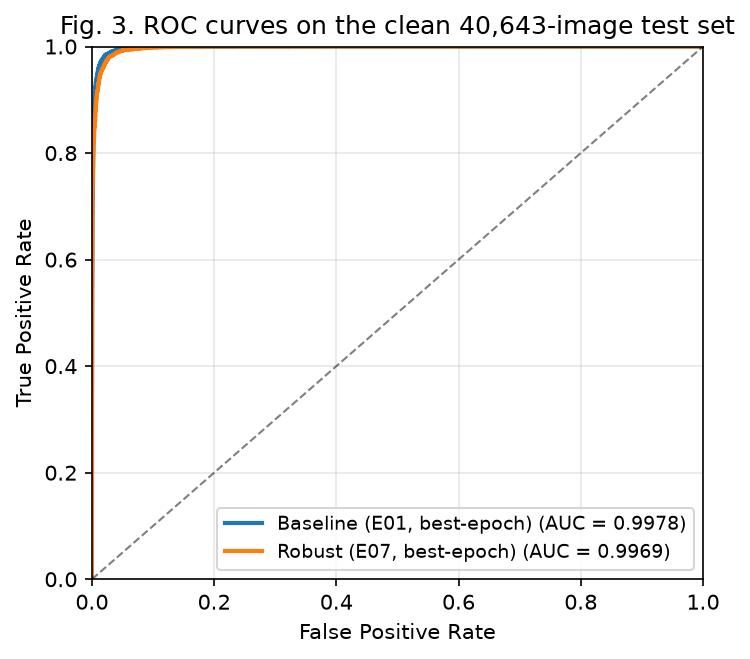 Fig. 3. ROC curves on the clean 40,643-image test set
1.0
0.8
0.6
0.4
0.2
0.0
True Positive Rate
Baseline (E01, best-epoch) (AUC = 0.9978)
Robust (E07, best-epoch) (AUC = 0.9969)
0.0 0.2 0.4 0.6 0.8 1.0
False Positive Rate